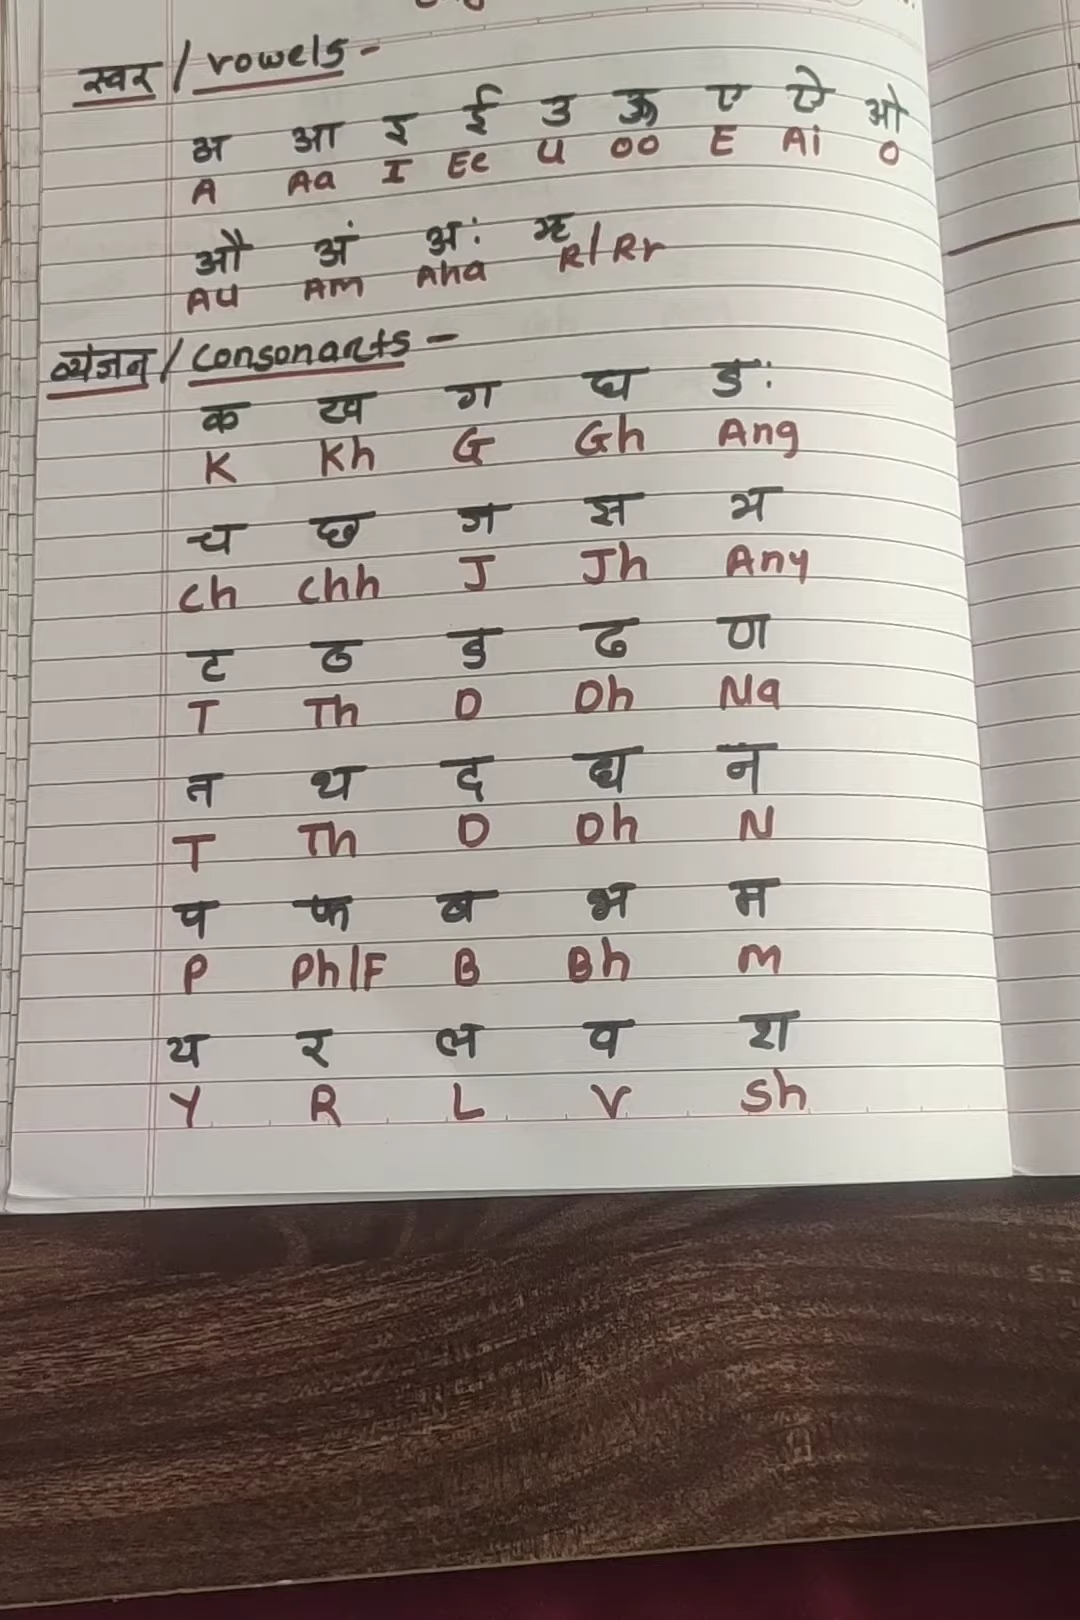 स्वर / vowels -
अ आ इ ई उ ऊ ए ऐ ओ
A Aa I Ee U OO E Ai O
औ अं अः ऋ
AU AM Aha R/Rr
व्यंजन / Consonants -
क ख ग घ ङ:
K Kh G Gh Ang
च छ ज झ ञ
Ch Chh J Jh Any
ट ठ ड ढ ण
T Th D Dh Na
त थ द ध न
T Th D Dh N
प फ ब भ म
P Ph/F B Bh M
य र ल व श
Y R L V Sh